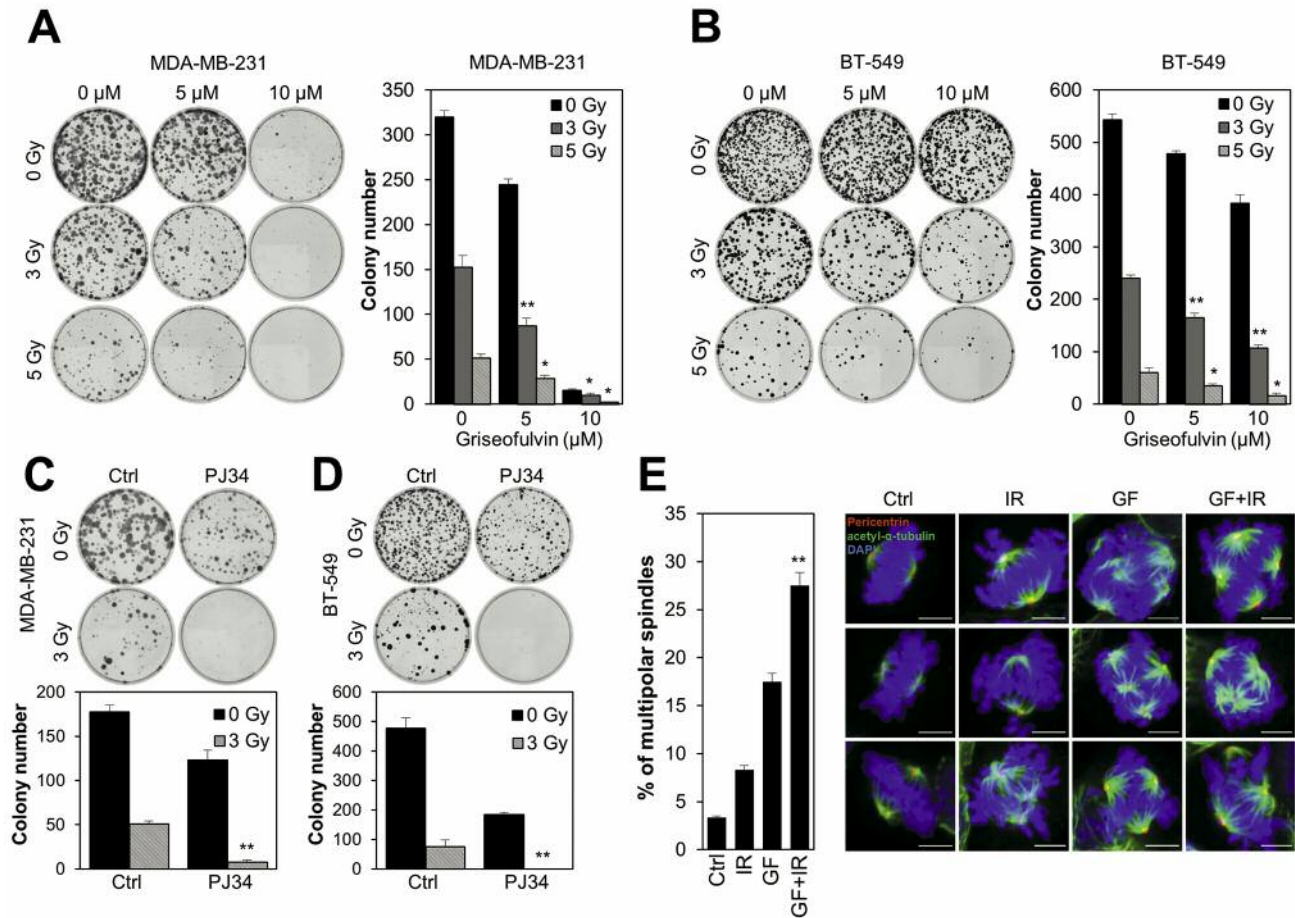 A
MDA-MB-231
0 µM 5 µM 10 µM
0 Gy
3 Gy
5 Gy
MDA-MB-231
Colony number
350
300
250
200
150
100
50
0
0 Gy
3 Gy
5 Gy
**
*
*
*
0 5 10
Griseofulvin (µM)
B
BT-549
0 µM 5 µM 10 µM
0 Gy
3 Gy
5 Gy
BT-549
Colony number
600
500
400
300
200
100
0
0 Gy
3 Gy
5 Gy
**
*
**
*
0 5 10
Griseofulvin (µM)
C
Ctrl PJ34
MDA-MB-231
0 Gy
3 Gy
Colony number
200
150
100
50
0
0 Gy
3 Gy
**
Ctrl PJ34
D
Ctrl PJ34
BT-549
0 Gy
3 Gy
Colony number
600
500
400
300
200
100
0
0 Gy
3 Gy
**
Ctrl PJ34
E
% of multipolar spindles
35
30
25
20
15
10
5
0
**
Ctrl IR GF GF+IR
Ctrl IR GF GF+IR
Pericentrin
acetyl-α-tubulin
DAPI